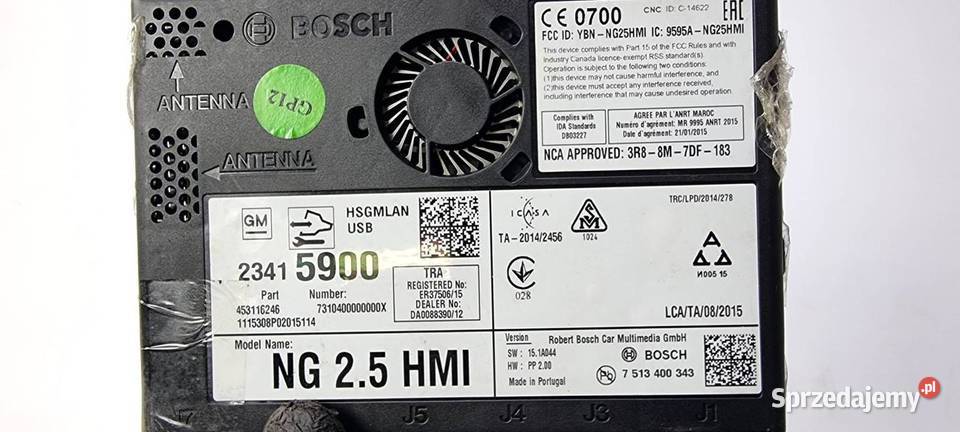 BOSCH
ANTENNA
GP12
ANTENNA
CE 0700
CNC ID: C-14622
EAC
FCC ID: YBN-NG25HMI IC: 9595A-NG25HMI
This device complies with Part 15 of the FCC Rules and with
Industry Canada licence-exempt RSS standard(s).
Operation is subject to the following two conditions:
(1)this device may not cause harmful interference, and
(2)this device must accept any interference received,
including interference that may cause undesired operation.
Complies with
IDA Standards
DB03227
AGREE PAR L'ANRT MAROC
Numéro d'agrément: MR 9995 ANRT 2015
Date d'agrément: 21/01/2015
NCA APPROVED: 3R8-8M-7DF-183
GM
HSGMLAN
USB
2341 5900
Part Number:
453116246 7310400000000X
1115308P02015114
TRA
REGISTERED No:
ER37506/15
DEALER No:
DA0088390/12
ICASA
TA-2014/2456
1024
TRC/LPD/2014/278
028
И005 15
LCA/TA/08/2015
Model Name:
NG 2.5 HMI
Version
SW : 15.1A044
HW : PP 2.00
Made in Portugal
Robert Bosch Car Multimedia GmbH
BOSCH
7 513 400 343
J5 J4 J3 J1
Sprzedajemy.pl